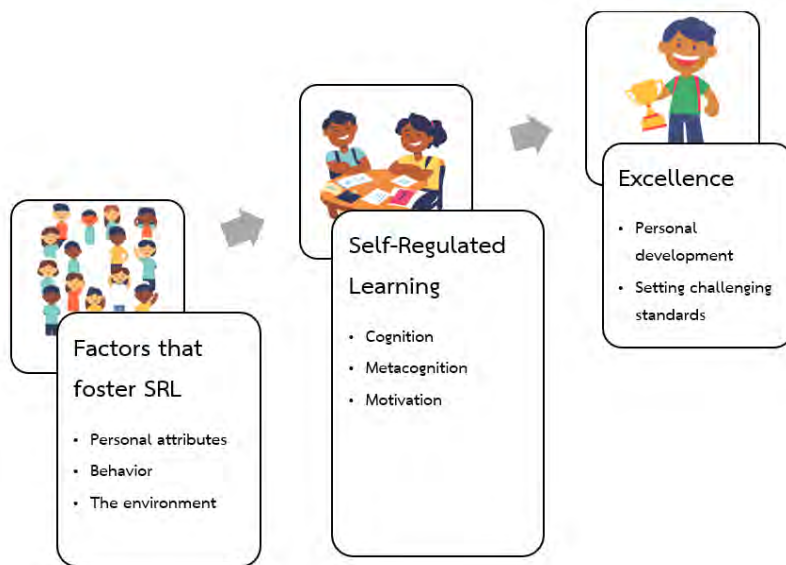 Factors that
foster SRL
• Personal attributes
• Behavior
• The environment
Self-Regulated
Learning
• Cognition
• Metacognition
• Motivation
Excellence
• Personal
development
• Setting challenging
standards